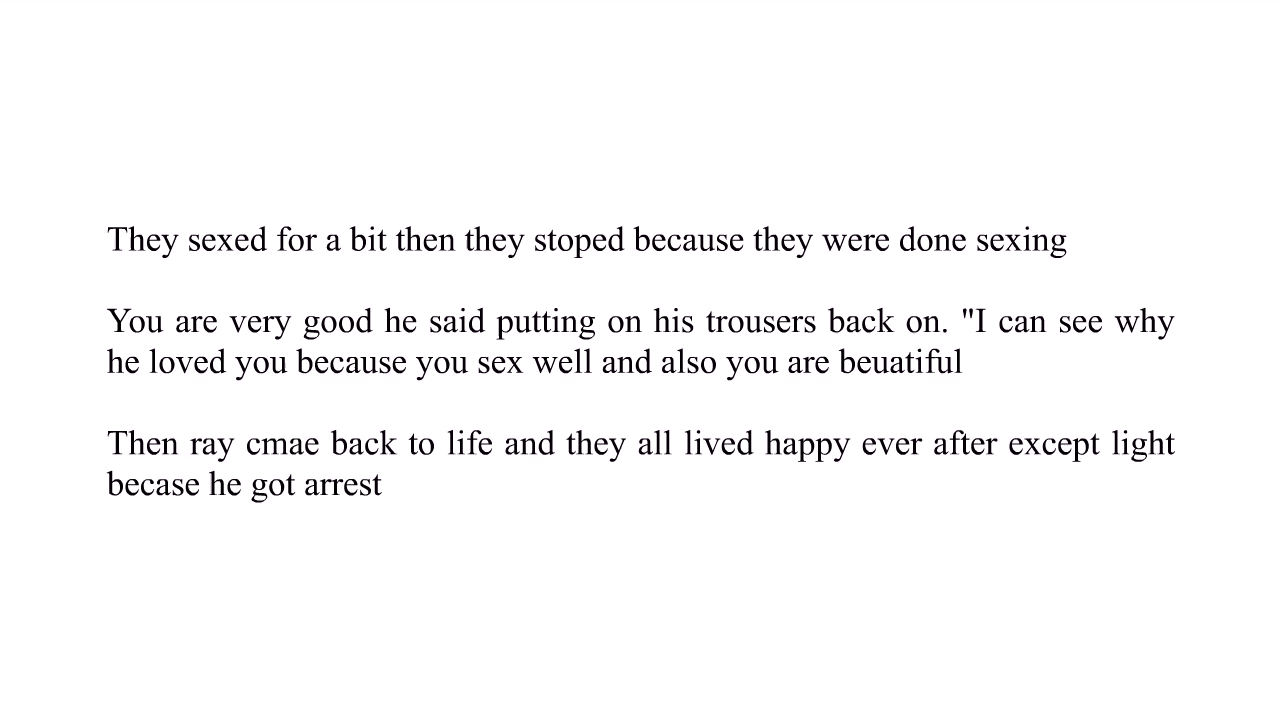 They sexed for a bit then they stoped because they were done sexing
You are very good he said putting on his trousers back on. "I can see why
he loved you because you sex well and also you are beuatiful
Then ray cmae back to life and they all lived happy ever after except light
becase he got arrest